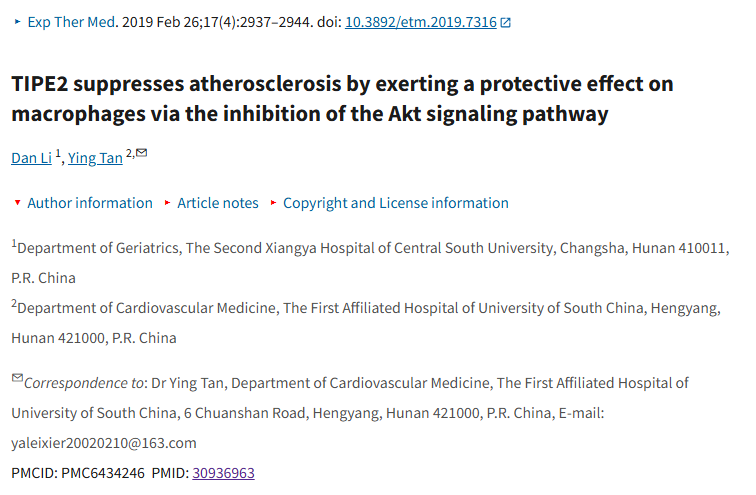 Exp Ther Med. 2019 Feb 26;17(4):2937–2944. doi: 10.3892/etm.2019.7316
TIPE2 suppresses atherosclerosis by exerting a protective effect on
macrophages via the inhibition of the Akt signaling pathway
Dan Li 1, Ying Tan 2,
Author information Article notes Copyright and License information
1Department of Geriatrics, The Second Xiangya Hospital of Central South University, Changsha, Hunan 410011,
P.R. China
2Department of Cardiovascular Medicine, The First Affiliated Hospital of University of South China, Hengyang,
Hunan 421000, P.R. China
Correspondence to: Dr Ying Tan, Department of Cardiovascular Medicine, The First Affiliated Hospital of
University of South China, 6 Chuanshan Road, Hengyang, Hunan 421000, P.R. China, E-mail:
yaleixier20020210@163.com
PMCID: PMC6434246 PMID: 30936963